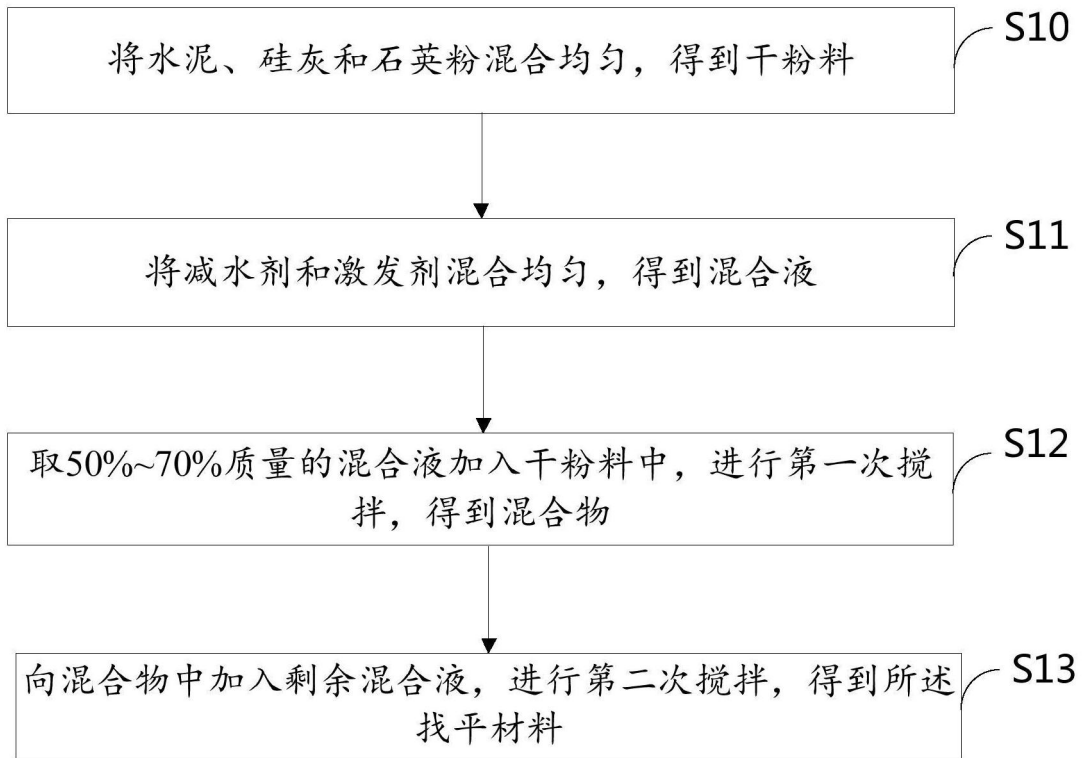 将水泥、硅灰和石英粉混合均匀，得到干粉料
S10
将减水剂和激发剂混合均匀，得到混合液
S11
取50%~70%质量的混合液加入干粉料中，进行第一次搅
拌，得到混合物
S12
向混合物中加入剩余混合液，进行第二次搅拌，得到所述
找平材料
S13